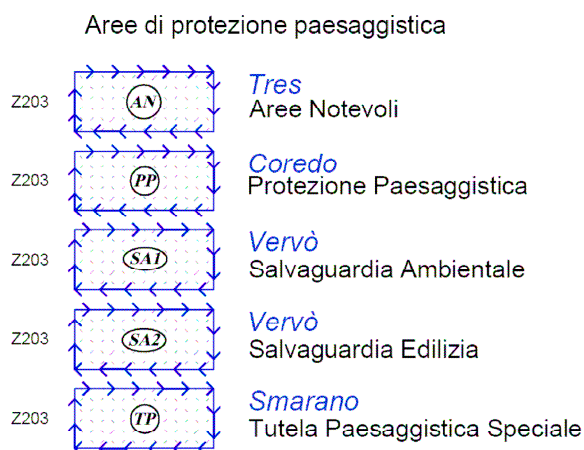 Aree di protezione paesaggistica
Z203 AN Tres
Aree Notevoli
Z203 PP Coredo
Protezione Paesaggistica
Z203 SA1 Vervò
Salvaguardia Ambientale
Z203 SA2 Vervò
Salvaguardia Edilizia
Z203 TP Smarano
Tutela Paesaggistica Speciale